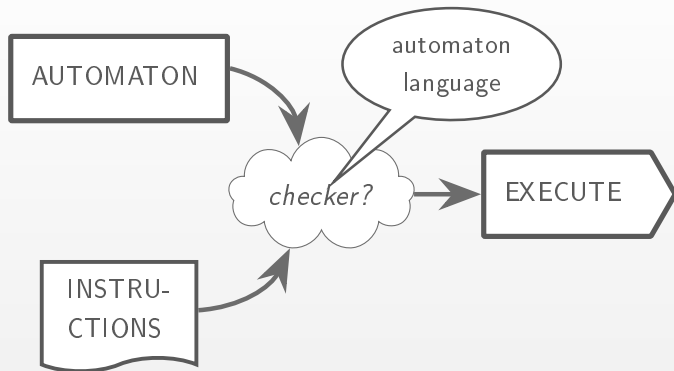 AUTOMATON
automaton
language
checker?
EXECUTE
INSTRU-
CTIONS